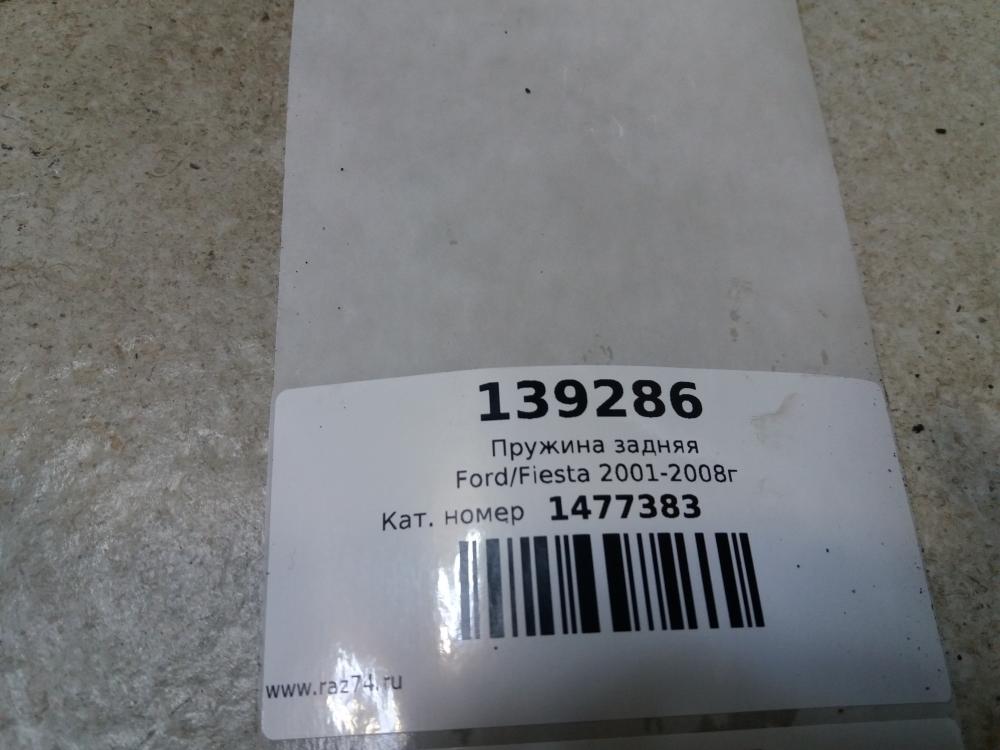 139286
Пружина задняя
Ford/Fiesta 2001-2008г
Кат. номер 1477383
www.raz74.ru